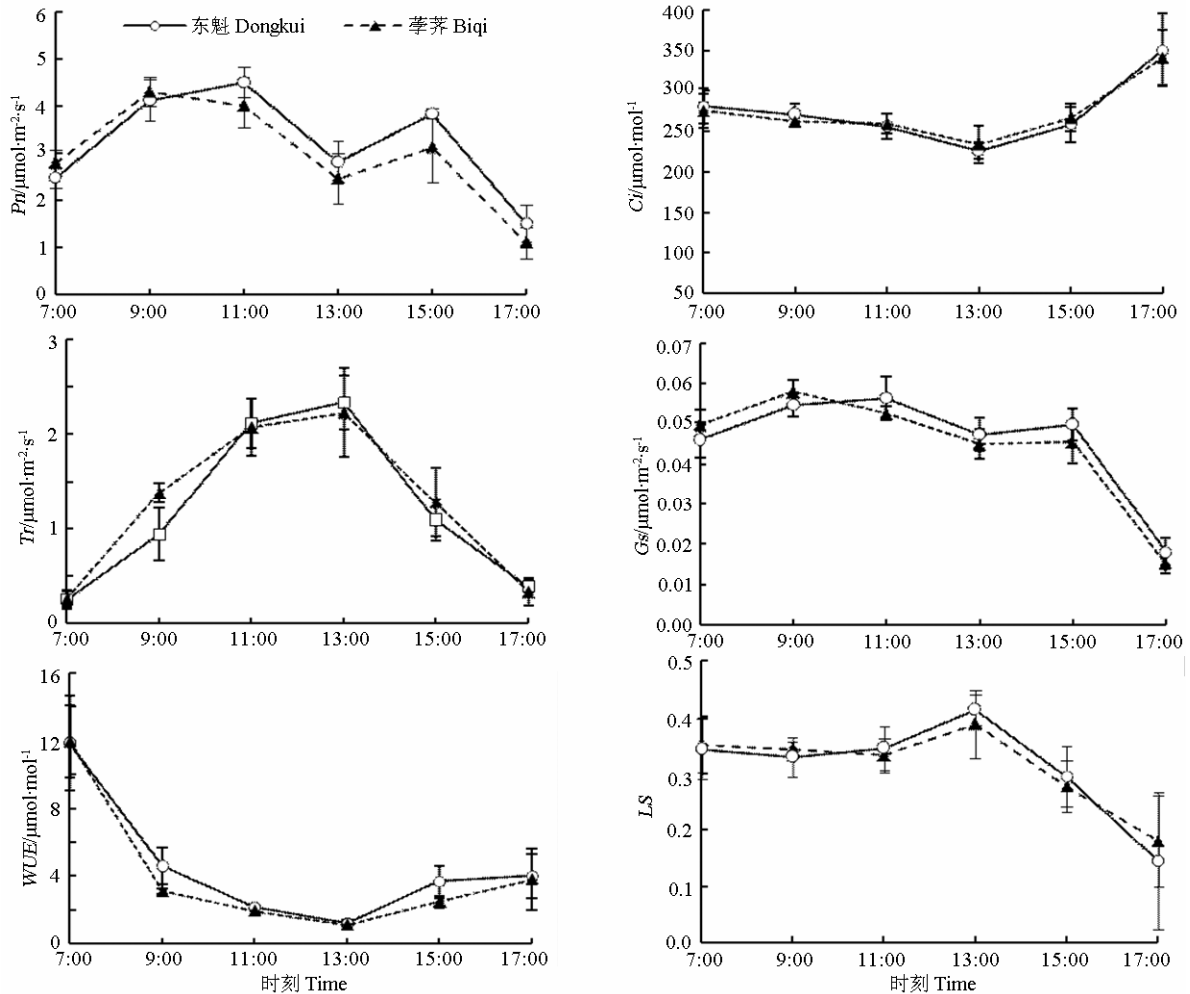 东魁 Dongkui 荸荠 Biqi
Pn/μmol·m-2·s-1
6
5
4
3
2
1
0
7:00 9:00 11:00 13:00 15:00 17:00
Ci/μmol·mol-1
400
350
300
250
200
150
100
50
7:00 9:00 11:00 13:00 15:00 17:00
Tr/μmol·m-2·s-1
3
2
1
0
7:00 9:00 11:00 13:00 15:00 17:00
Gs/μmol·m-2·s-1
0.07
0.06
0.05
0.04
0.03
0.02
0.01
0.00
7:00 9:00 11:00 13:00 15:00 17:00
WUE/μmol·mol-1
16
12
8
4
0
7:00 9:00 11:00 13:00 15:00 17:00
时刻 Time
LS
0.5
0.4
0.3
0.2
0.1
0.0
7:00 9:00 11:00 13:00 15:00 17:00
时刻 Time